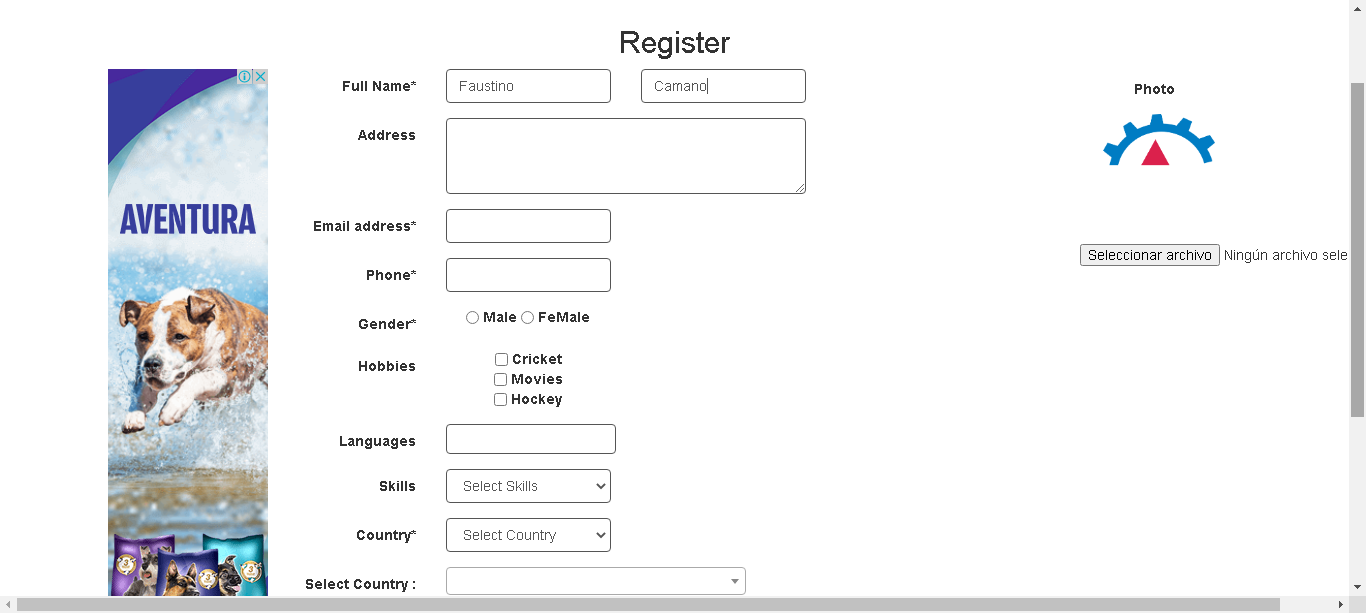 Register
Full Name*
Faustino
Camano
Photo
Address
AVENTURA
Email address*
Seleccionar archivo Ningún archivo sele
Phone*
Gender*
Male FeMale
Hobbies
Cricket
Movies
Hockey
Languages
Skills
Select Skills
Country*
Select Country
Select Country :